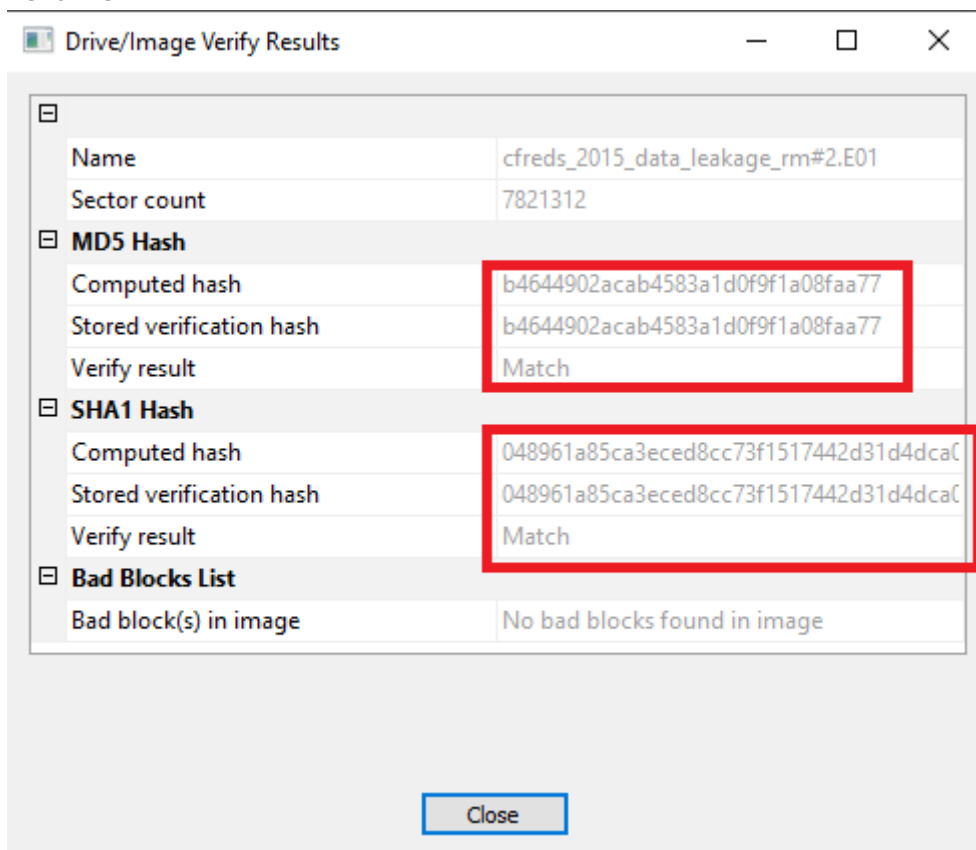 Drive/Image Verify Results
Name cfreds_2015_data_leakage_rm#2.E01
Sector count 7821312
MD5 Hash
Computed hash b4644902acab4583a1d0f9f1a08faa77
Stored verification hash b4644902acab4583a1d0f9f1a08faa77
Verify result Match
SHA1 Hash
Computed hash 048961a85ca3eced8cc73f1517442d31d4dca0
Stored verification hash 048961a85ca3eced8cc73f1517442d31d4dca0
Verify result Match
Bad Blocks List
Bad block(s) in image No bad blocks found in image
Close